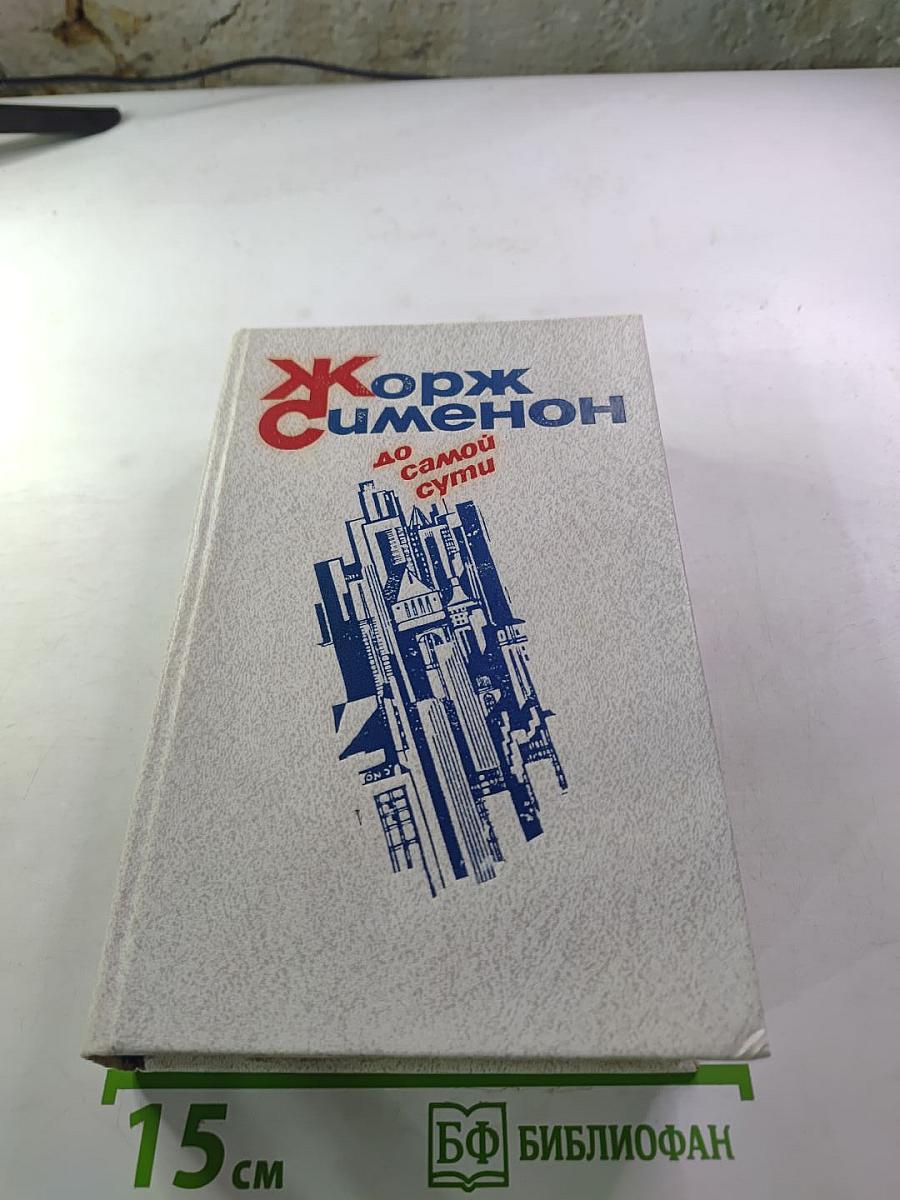 Жорж
Сименон
до
самой
сути
15 см
БФ БИБЛИОФАН